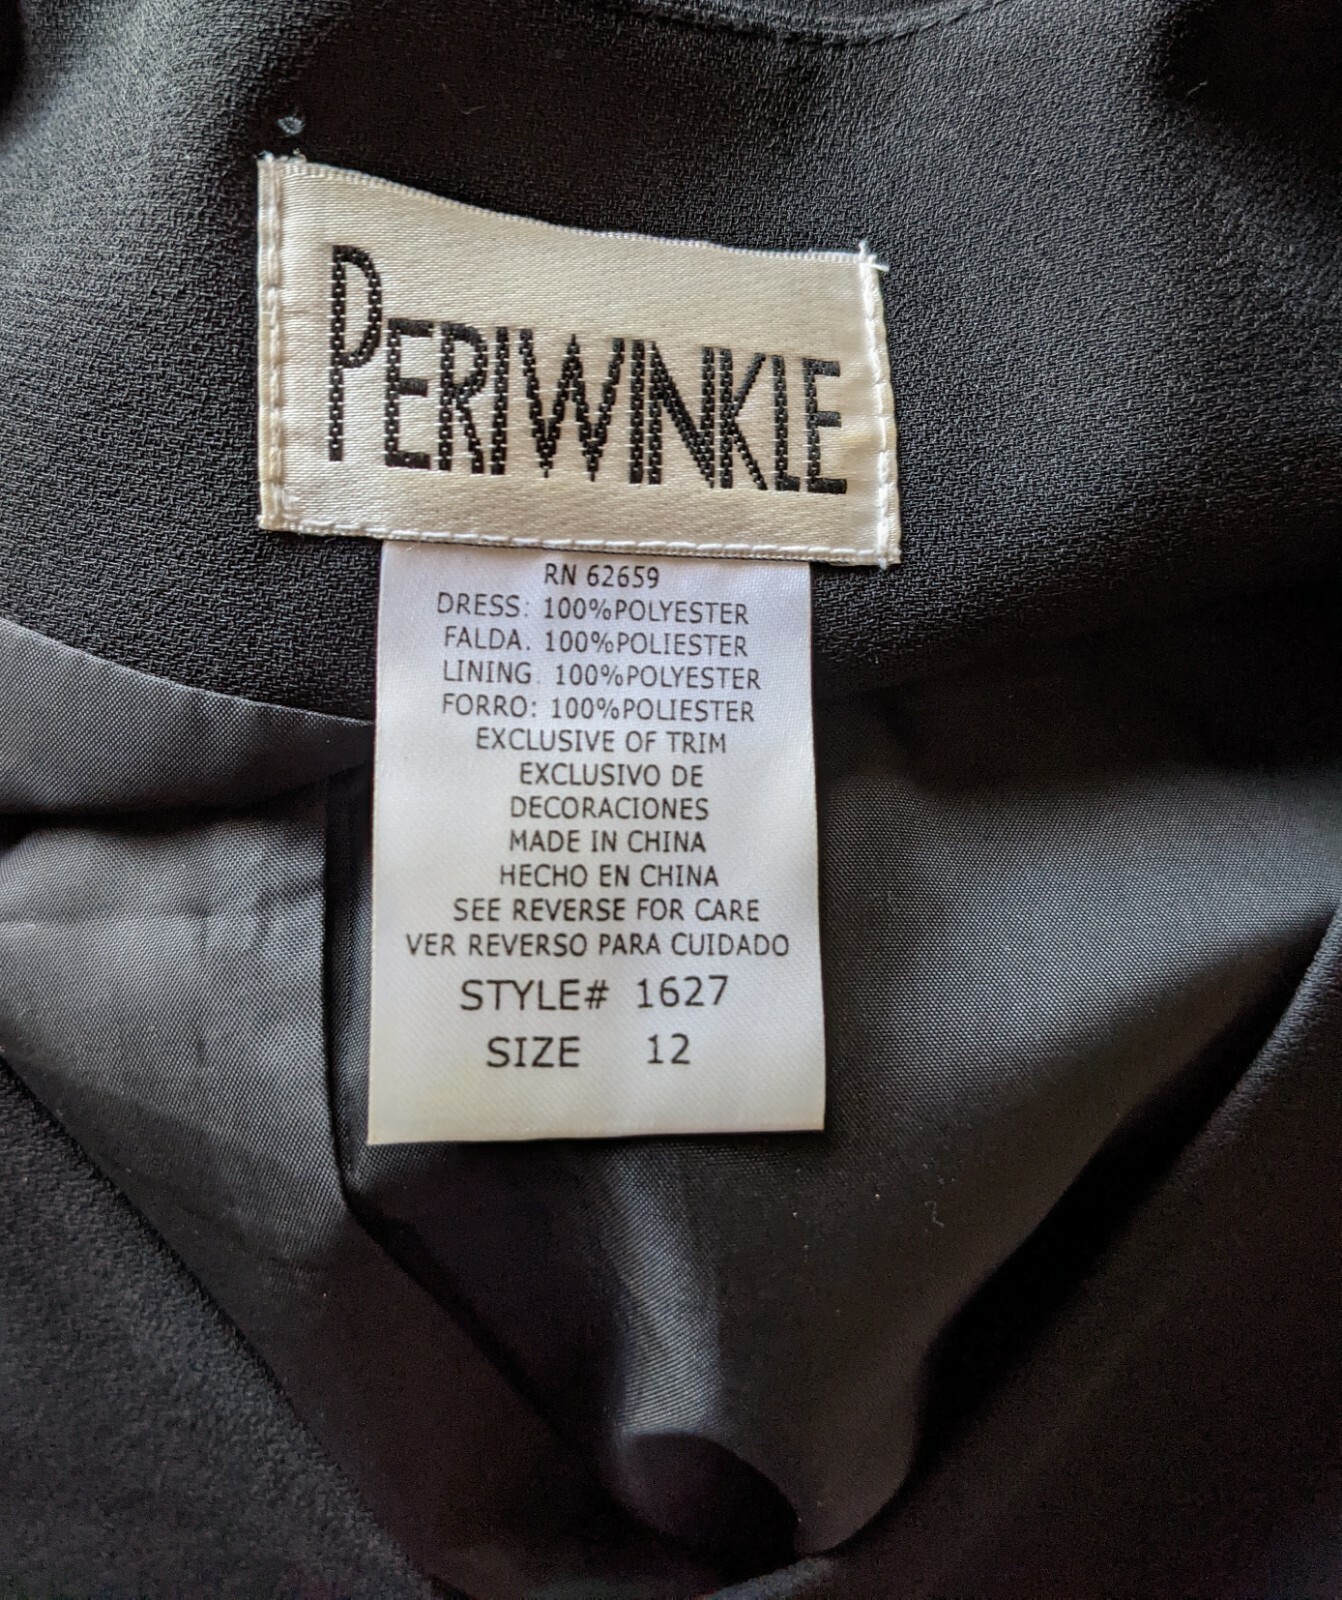 PERIWINKLE
RN 62659
DRESS: 100%POLYESTER
FALDA. 100%POLIESTER
LINING. 100%POLYESTER
FORRO: 100%POLIESTER
EXCLUSIVE OF TRIM
EXCLUSIVO DE
DECORACIONES
MADE IN CHINA
HECHO EN CHINA
SEE REVERSE FOR CARE
VER REVERSO PARA CUIDADO
STYLE# 1627
SIZE 12